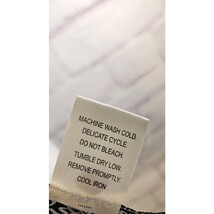 MACHINE WASH COLD.
DELICATE CYCLE.
DO NOT BLEACH.
TUMBLE DRY LOW.
REMOVE PROMPTLY.
COOL IRON